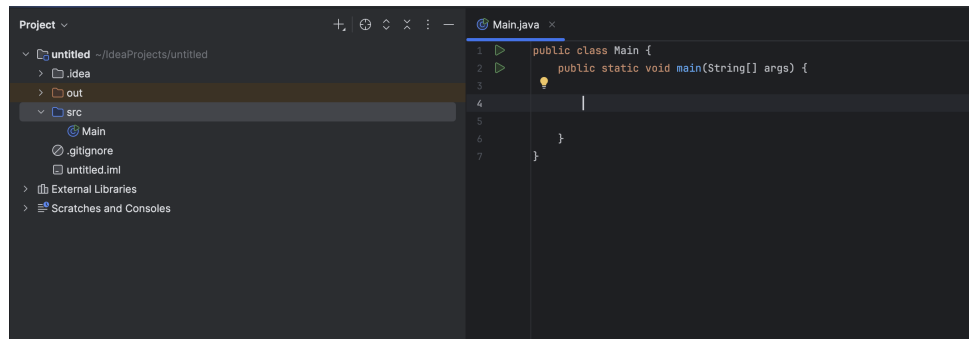 Project
untitled ~/IdeaProjects/untitled
.idea
out
src
Main
.gitignore
untitled.iml
External Libraries
Scratches and Consoles
Main.java
1 public class Main {
2 public static void main(String[] args) {
3
4
5
6 }
7 }